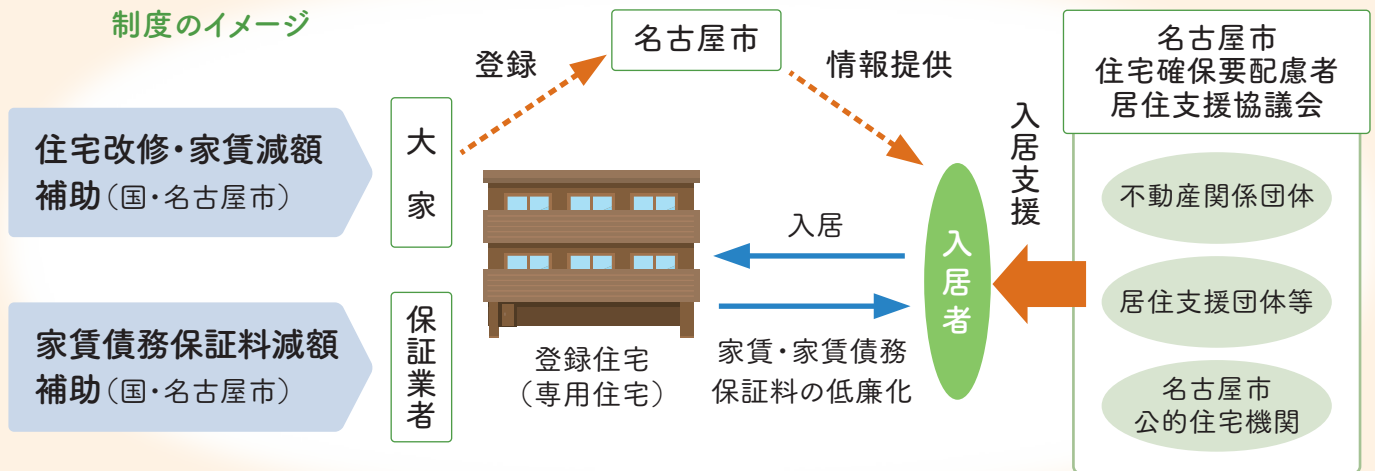 制度のイメージ
名古屋市
登録
情報提供
住宅改修・家賃減額
補助(国・名古屋市)
大家
家賃債務保証料減額
補助(国・名古屋市)
保証業者
登録住宅
(専用住宅)
入居
家賃・家賃債務
保証料の低廉化
入居者
入居支援
名古屋市
住宅確保要配慮者
居住支援協議会
不動産関係団体
居住支援団体等
名古屋市
公的住宅機関